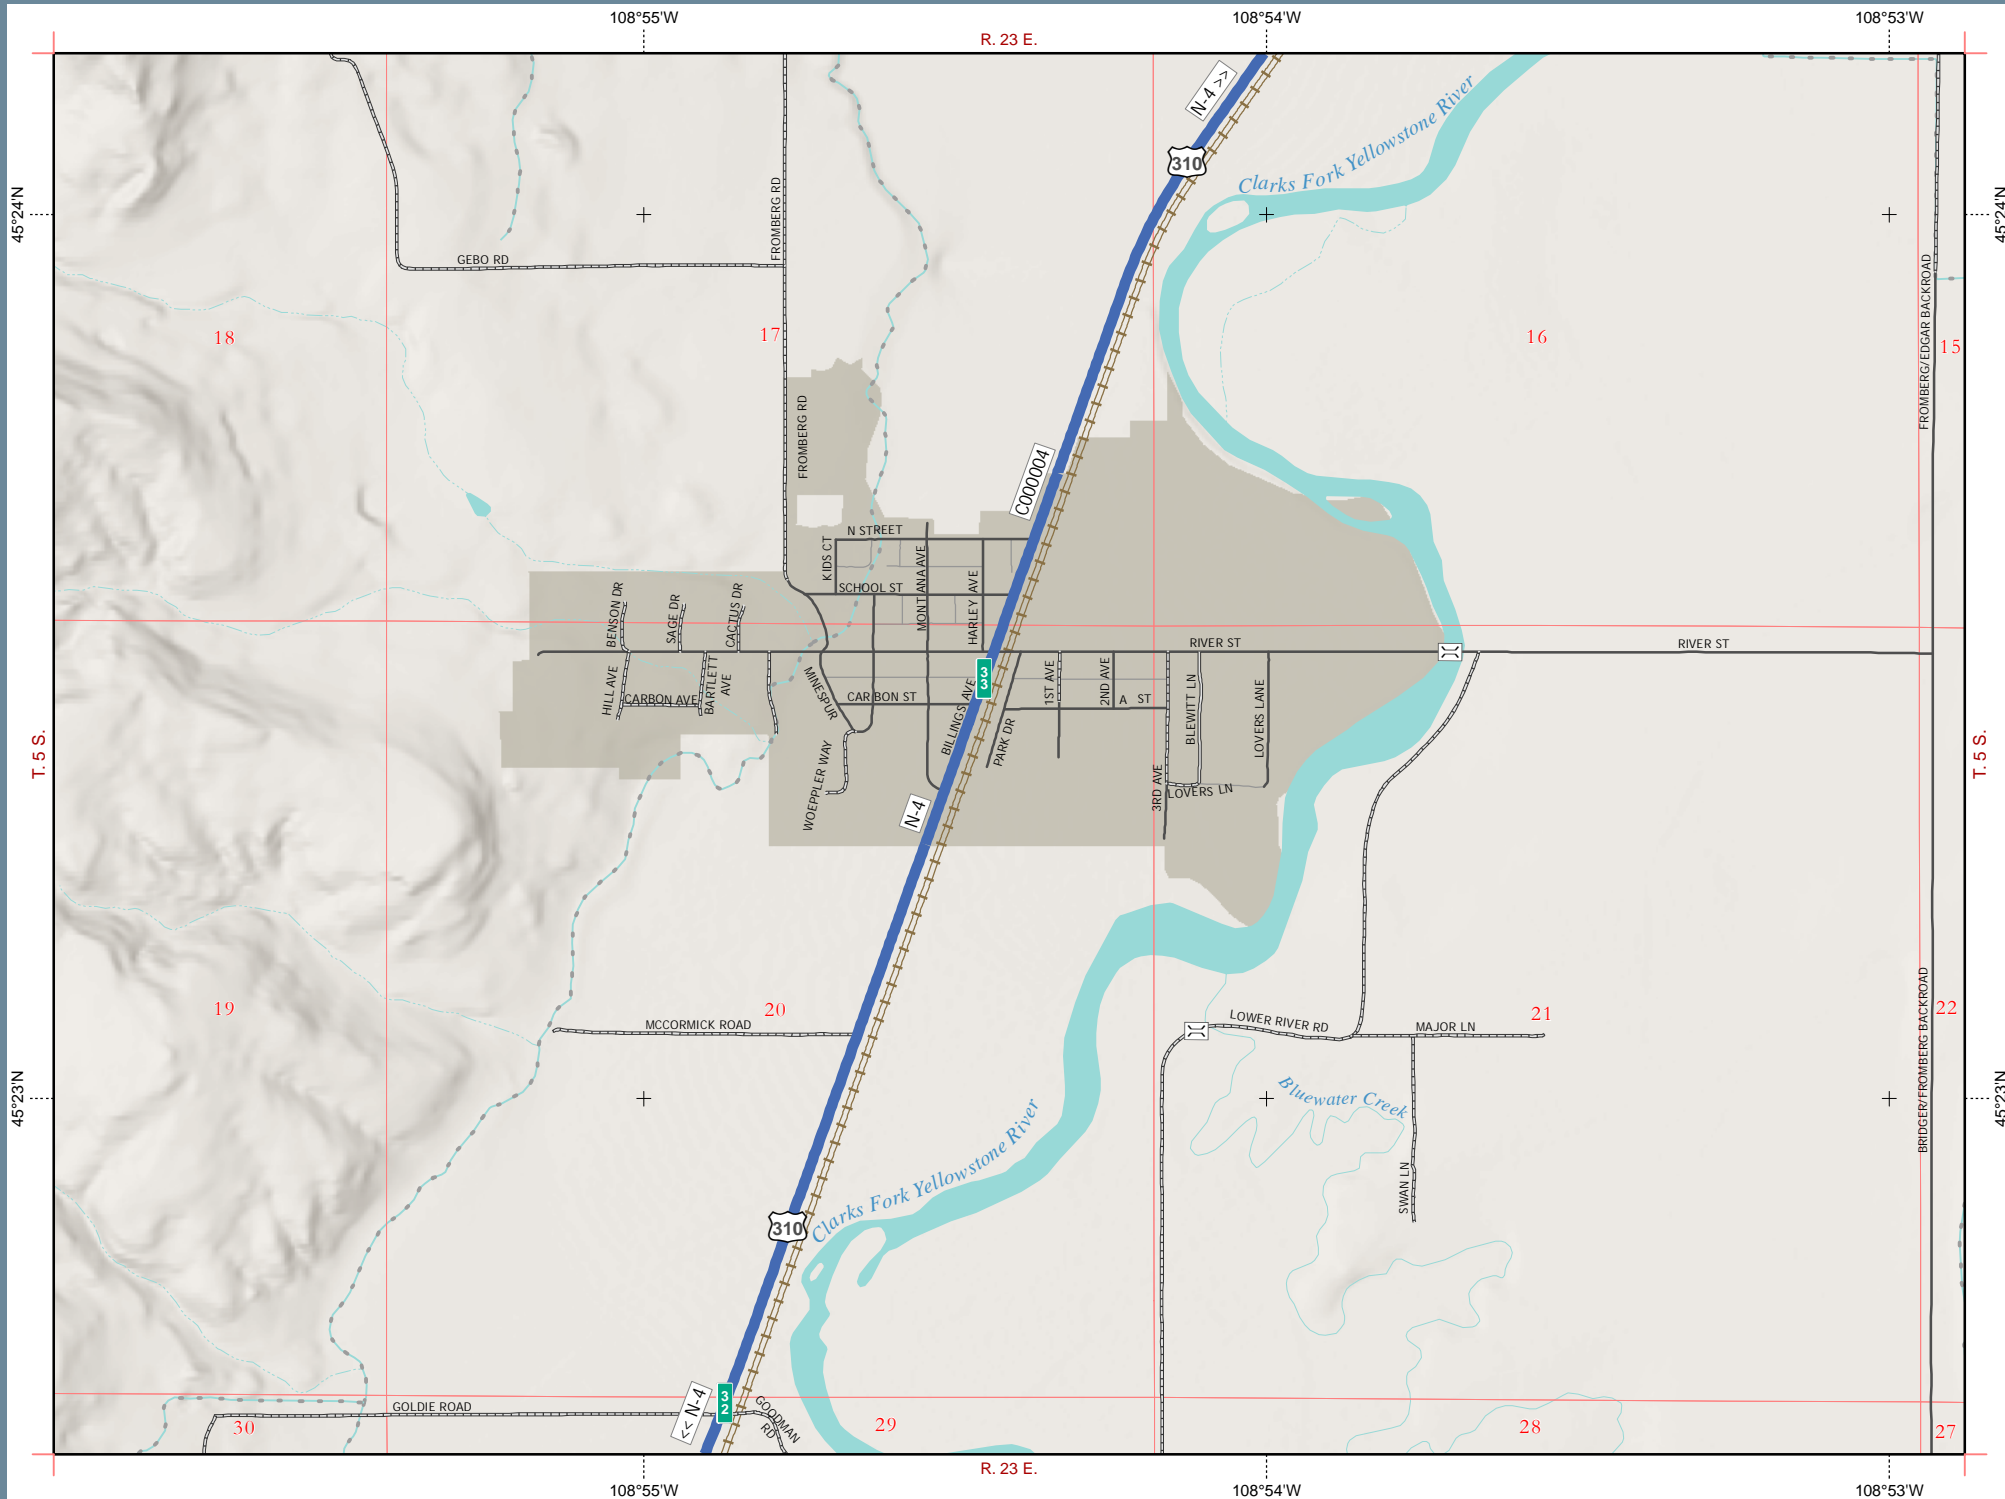 108°55'W
108°54'W
108°53'W
R. 23 E.
N-4 >>
310
Clarks Fork Yellowstone River
45°24'N
45°24'N
FROMBERG RD
GEBO RD
18
17
16
15
FROMBERG/EDGAR BACKROAD
FROMBERG RD
C000004
N STREET
KIDS CT
MONTANA AVE
SCHOOL ST
HARLEY AVE
BENSON DR
SAGE DR
CACTUS DR
RIVER ST
RIVER ST
33
HILL AVE
CARBON AVE
BARTLETT
AVE
MINESPUR
CARBON ST
BILLINGS AVE
PARK DR
1ST AVE
2ND AVE
A ST
BLEWITT LN
LOVERS LANE
T. 5 S.
T. 5 S.
WOEPPLER WAY
3RD AVE
LOVERS LN
N-4
19
20
21
22
MCCORMICK ROAD
LOWER RIVER RD
MAJOR LN
BRIDGER/FROMBERG BACKROAD
45°23'N
45°23'N
Bluewater Creek
Clarks Fork Yellowstone River
SWAN LN
310
32
<< N-4
GOLDIE ROAD
GOODMAN
RD
30
29
28
27
R. 23 E.
108°55'W
108°54'W
108°53'W